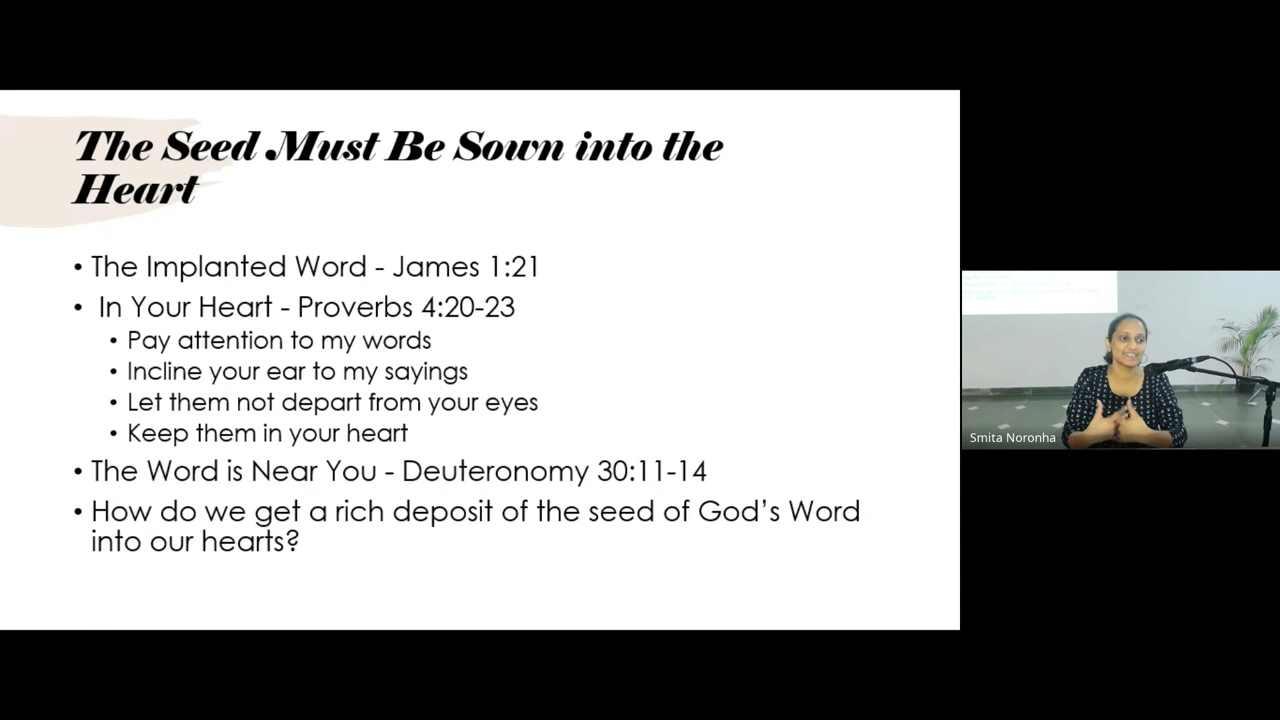 The Seed Must Be Sown into the
Heart
• The Implanted Word - James 1:21
• In Your Heart - Proverbs 4:20-23
• Pay attention to my words
• Incline your ear to my sayings
• Let them not depart from your eyes
• Keep them in your heart
• The Word is Near You - Deuteronomy 30:11-14
• How do we get a rich deposit of the seed of God’s Word
into our hearts?
Smita Noronha